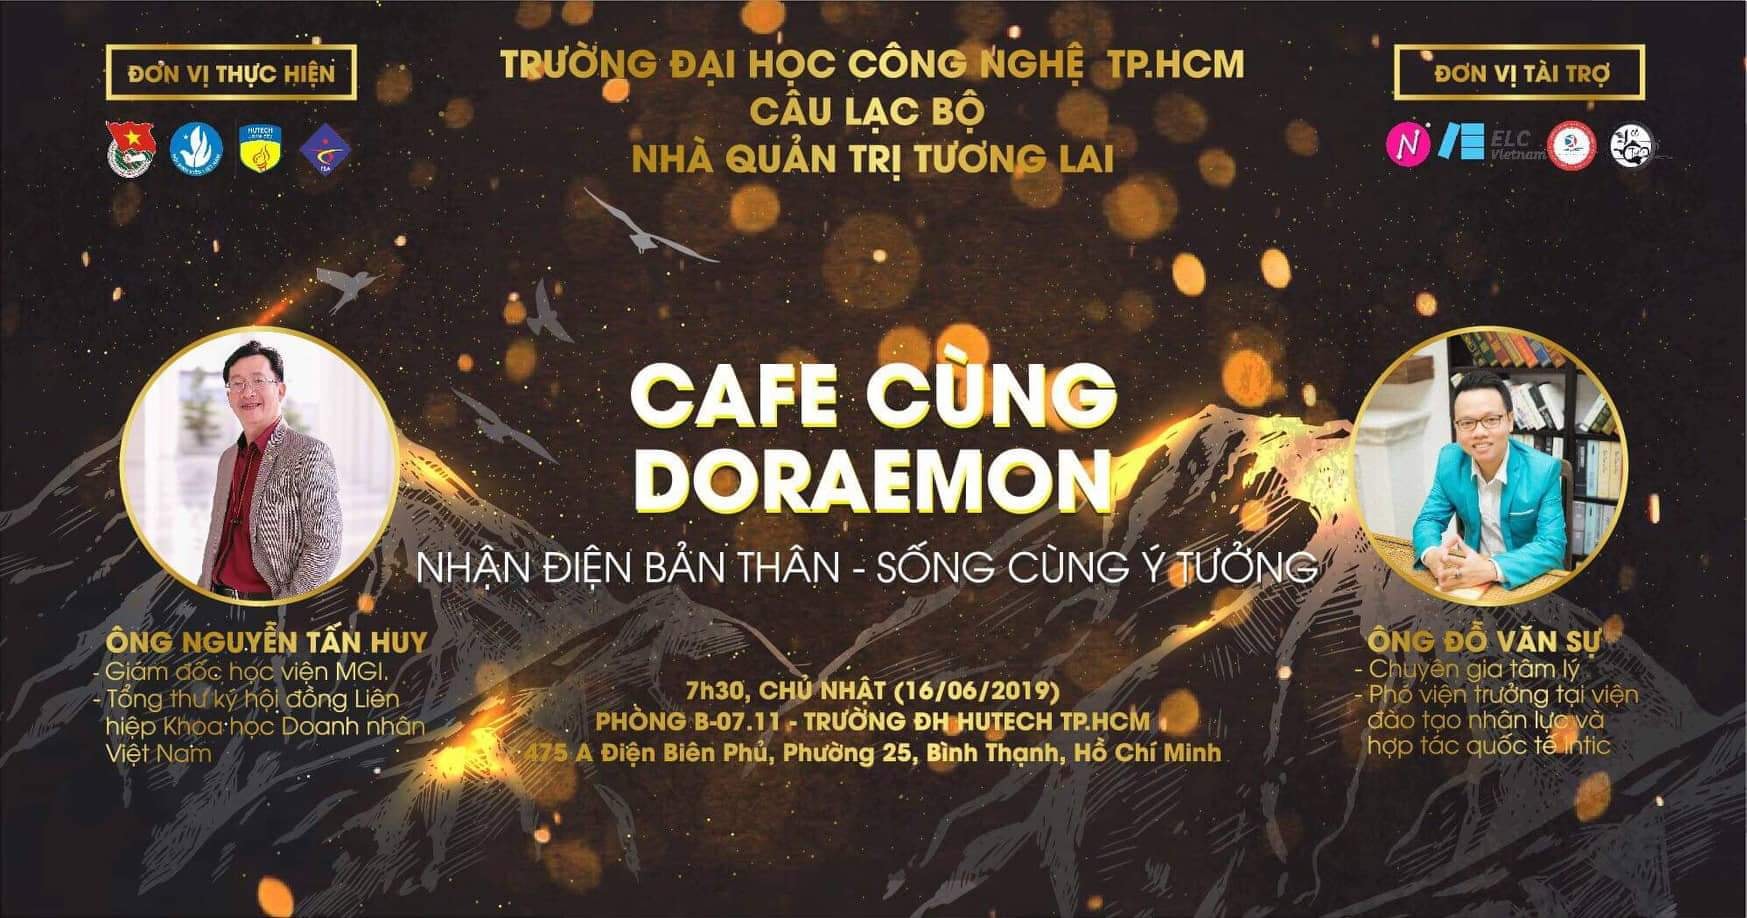 ĐƠN VỊ THỰC HIỆN
TRƯỜNG ĐẠI HỌC CÔNG NGHỆ TP.HCM
CÂU LẠC BỘ
NHÀ QUẢN TRỊ TƯƠNG LAI
ĐƠN VỊ TÀI TRỢ
HUTECH
FBA
N
ELC
Vietnam
CAFE CÙNG
DORAEMON
NHẬN ĐIỆN BẢN THÂN - SỐNG CÙNG Ý TƯỞNG
ÔNG NGUYỄN TẤN HUY
- Giám đốc học viện MGI.
- Tổng thư ký hội đồng Liên
hiệp Khoa học Doanh nhân
Việt Nam
7h30, CHỦ NHẬT (16/06/2019)
PHÒNG B-07.11 - TRƯỜNG ĐH HUTECH TP.HCM
475 A Điện Biên Phủ, Phường 25, Bình Thạnh, Hồ Chí Minh
ÔNG ĐỖ VĂN SỰ
- Chuyên gia tâm lý
- Phó viện trưởng tại viện
đào tạo nhân lực và
hợp tác quốc tế intic